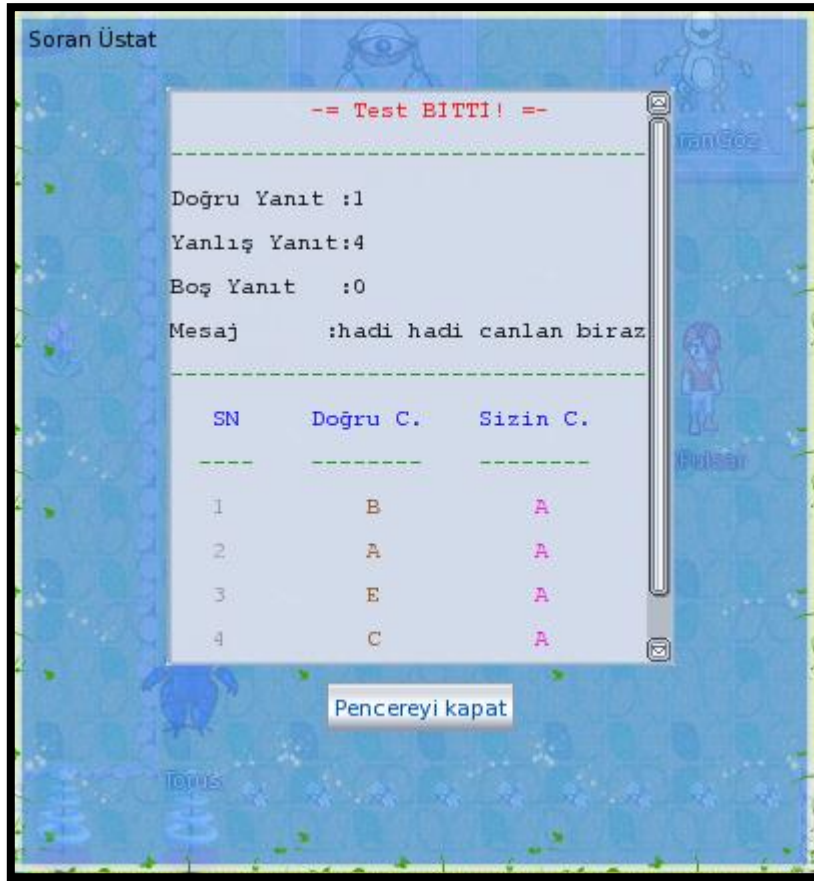 Soran Üstat
-= Test BİTTİ! =-
--------------------------------
Doğru Yanıt :1
Yanlış Yanıt:4
Boş Yanıt   :0
Mesaj       :hadi hadi canlan biraz
--------------------------------
SN Doğru C. Sizin C.
---- -------- --------
1 B A
2 A A
3 E A
4 C A
Pencereyi kapat
Torus